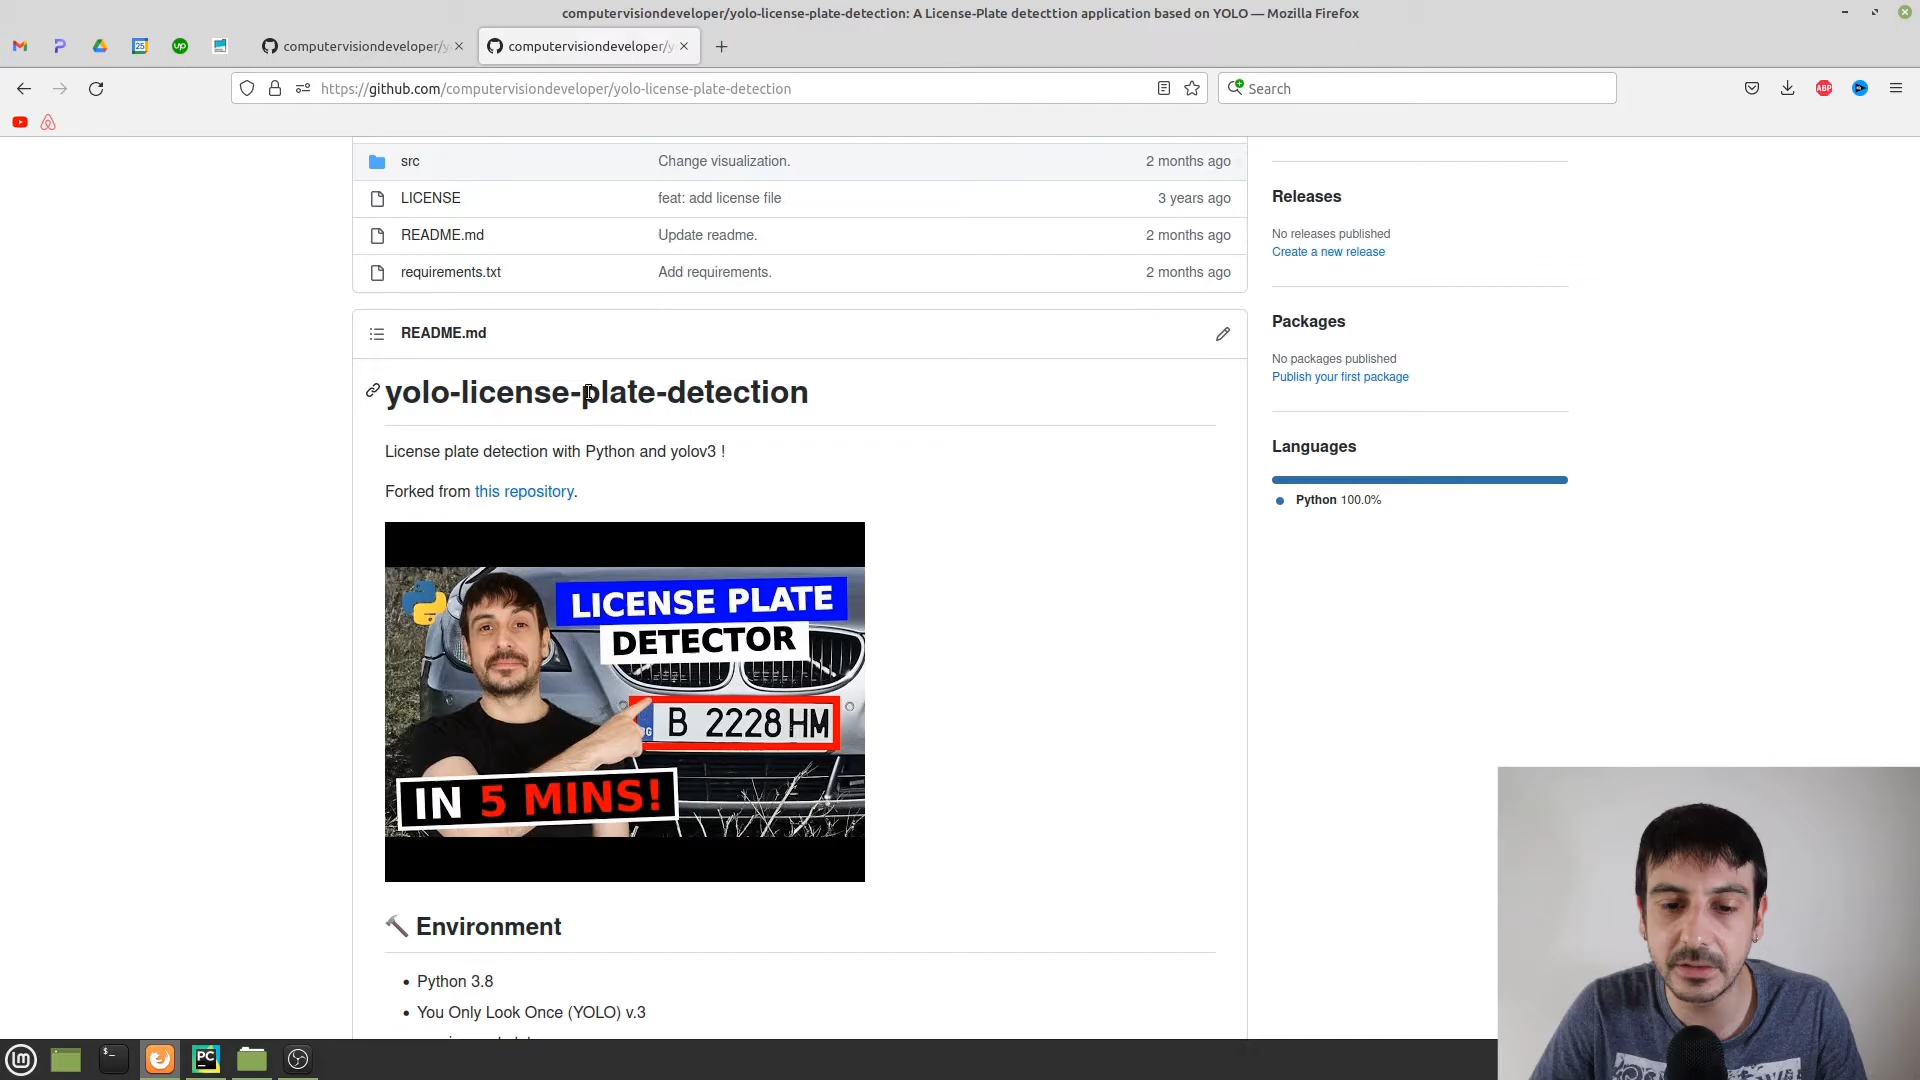 computervisiondeveloper/yolo-license-plate-detection: A License-Plate detecttion application based on YOLO — Mozilla Firefox
computervisiondeveloper/y
computervisiondeveloper/y
https://github.com/computervisiondeveloper/yolo-license-plate-detection
Search
ABP
src Change visualization. 2 months ago
LICENSE feat: add license file 3 years ago
README.md Update readme. 2 months ago
requirements.txt Add requirements. 2 months ago
README.md
yolo-license-plate-detection
License plate detection with Python and yolov3 !
Forked from this repository.
LICENSE PLATE
DETECTOR
B 2228 HM
IN 5 MINS!
🔨 Environment
• Python 3.8
• You Only Look Once (YOLO) v.3
Releases
No releases published
Create a new release
Packages
No packages published
Publish your first package
Languages
Python 100.0%
PC